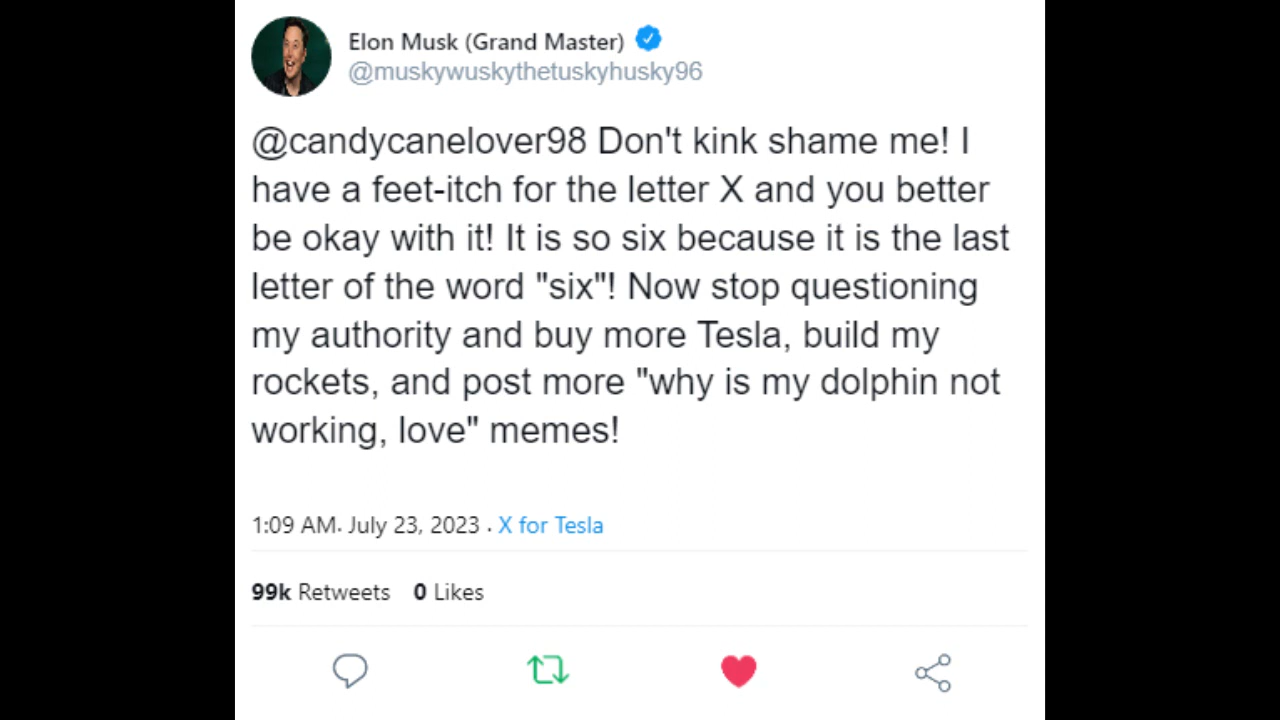 Elon Musk (Grand Master)
@muskywuskythetuskyhusky96
@candycanelover98 Don't kink shame me! I
have a feet-itch for the letter X and you better
be okay with it! It is so six because it is the last
letter of the word "six"! Now stop questioning
my authority and buy more Tesla, build my
rockets, and post more "why is my dolphin not
working, love" memes!
1:09 AM. July 23, 2023 . X for Tesla
99k Retweets 0 Likes